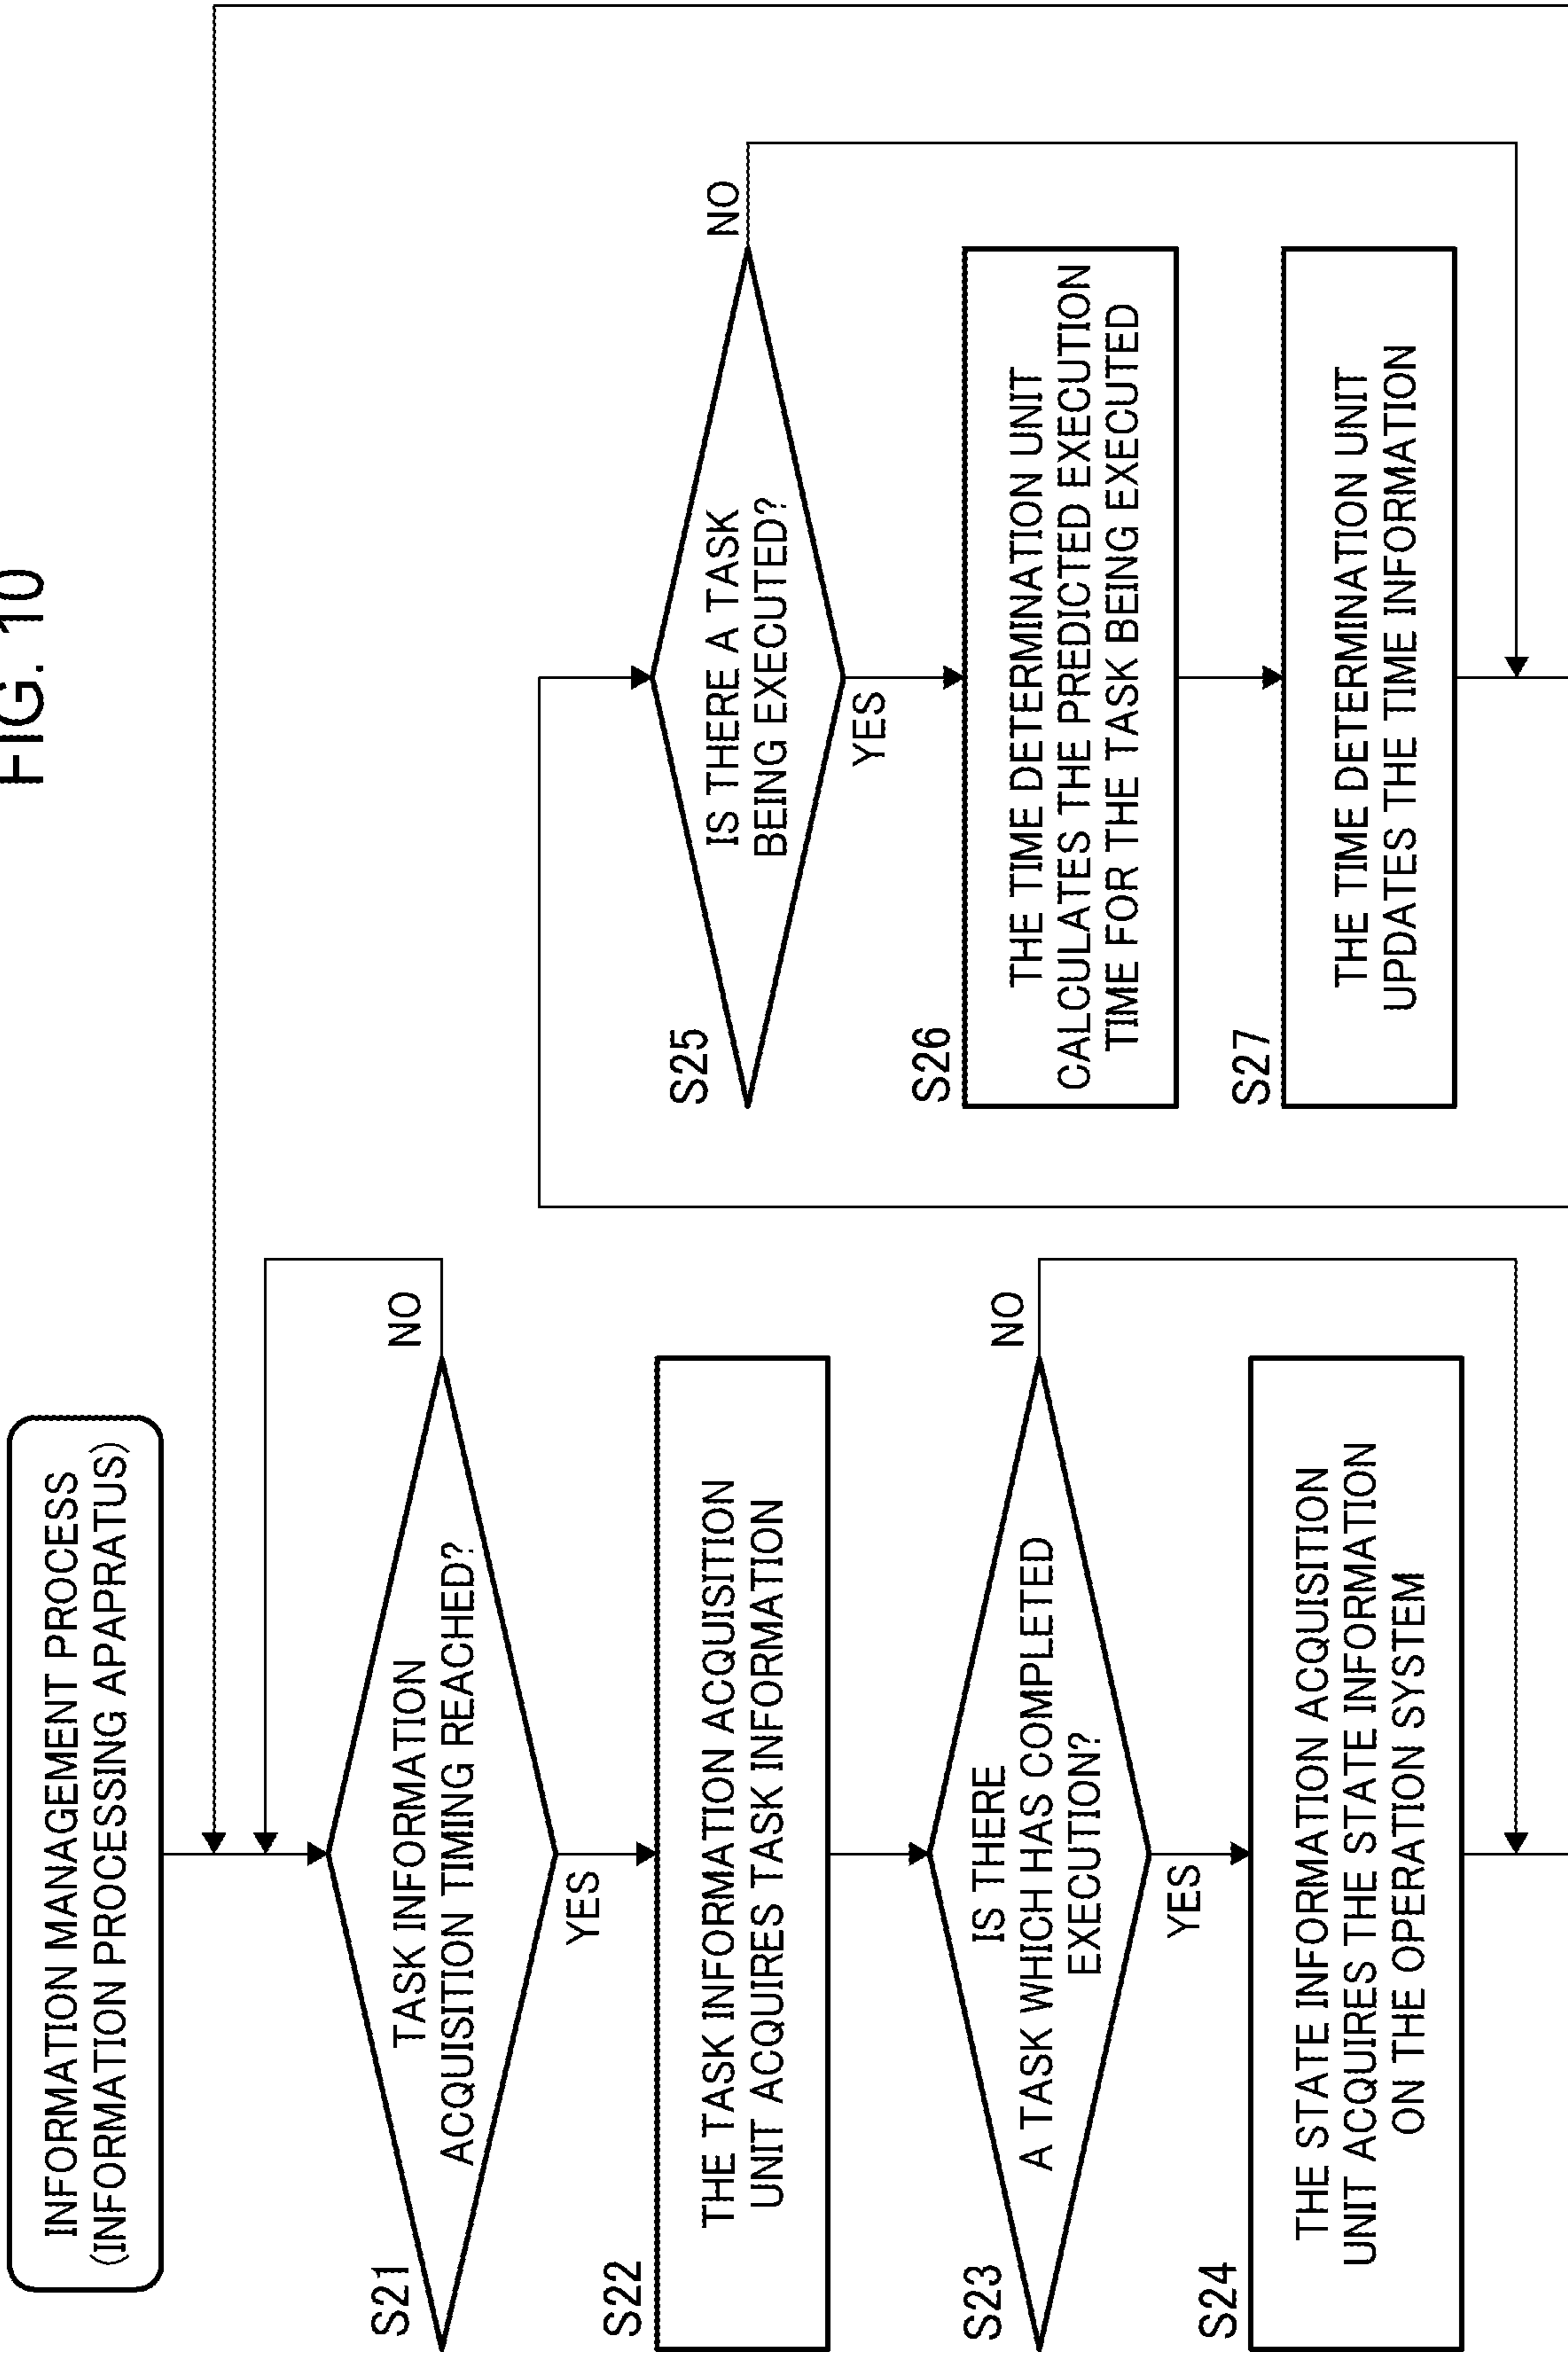 FIG. 10
INFORMATION MANAGEMENT PROCESS
(INFORMATION PROCESSING APAPRATUS)
S21
TASK INFORMATION
ACQUISITION TIMING REACHED?
NO
YES
S22
THE TASK INFORMATION ACQUISITION
UNIT ACQUIRES TASK INFORMATION
S23
IS THERE
A TASK WHICH HAS COMPLETED
EXECUTION?
NO
YES
S24
THE STATE INFORMATION ACQUISITION
UNIT ACQUIRES THE STATE INFORMATION
ON THE OPERATION SYSTEM
S25
IS THERE A TASK
BEING EXECUTED?
NO
YES
S26
THE TIME DETERMINATION UNIT
CALCULATES THE PREDICTED EXECUTION
TIME FOR THE TASK BEING EXECUTED
S27
THE TIME DETERMINATION UNIT
UPDATES THE TIME INFORMATION